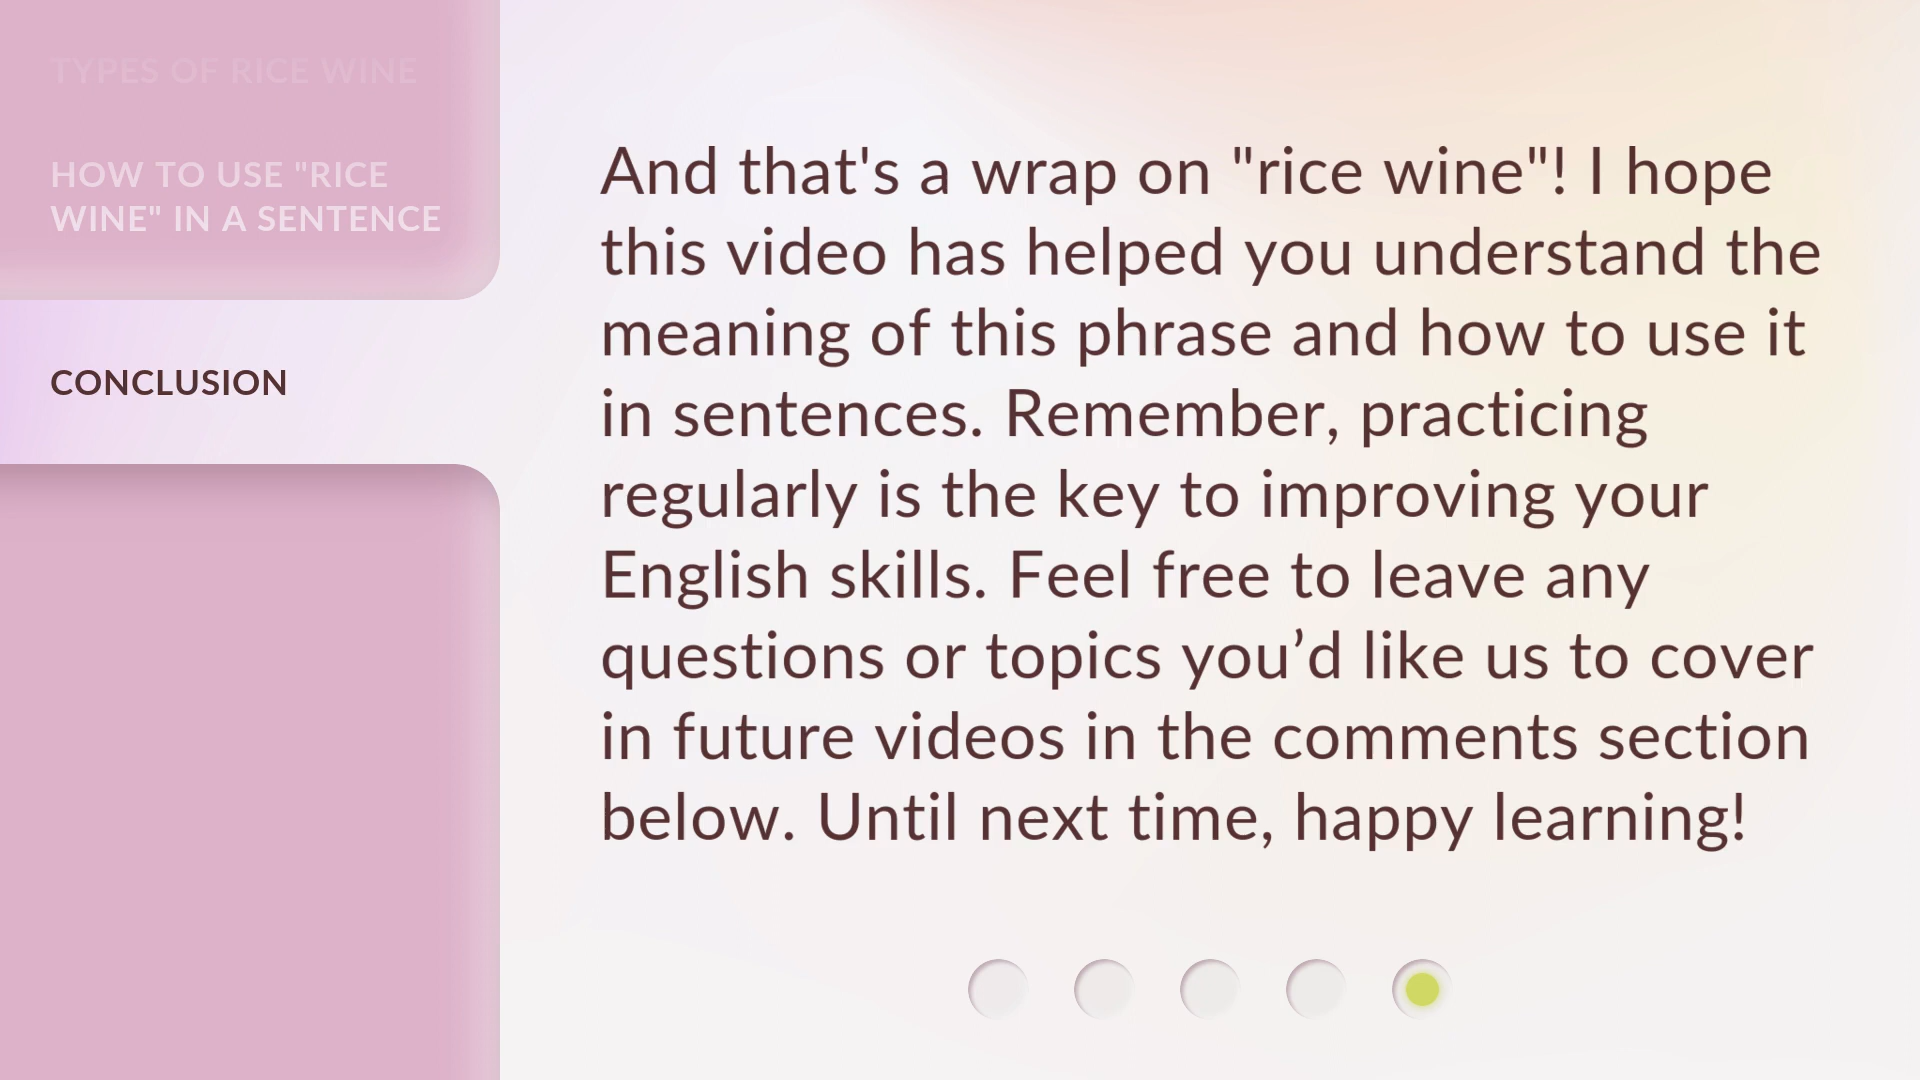 TYPES OF RICE WINE
HOW TO USE "RICE
WINE" IN A SENTENCE
CONCLUSION
And that's a wrap on "rice wine"! I hope
this video has helped you understand the
meaning of this phrase and how to use it
in sentences. Remember, practicing
regularly is the key to improving your
English skills. Feel free to leave any
questions or topics you’d like us to cover
in future videos in the comments section
below. Until next time, happy learning!